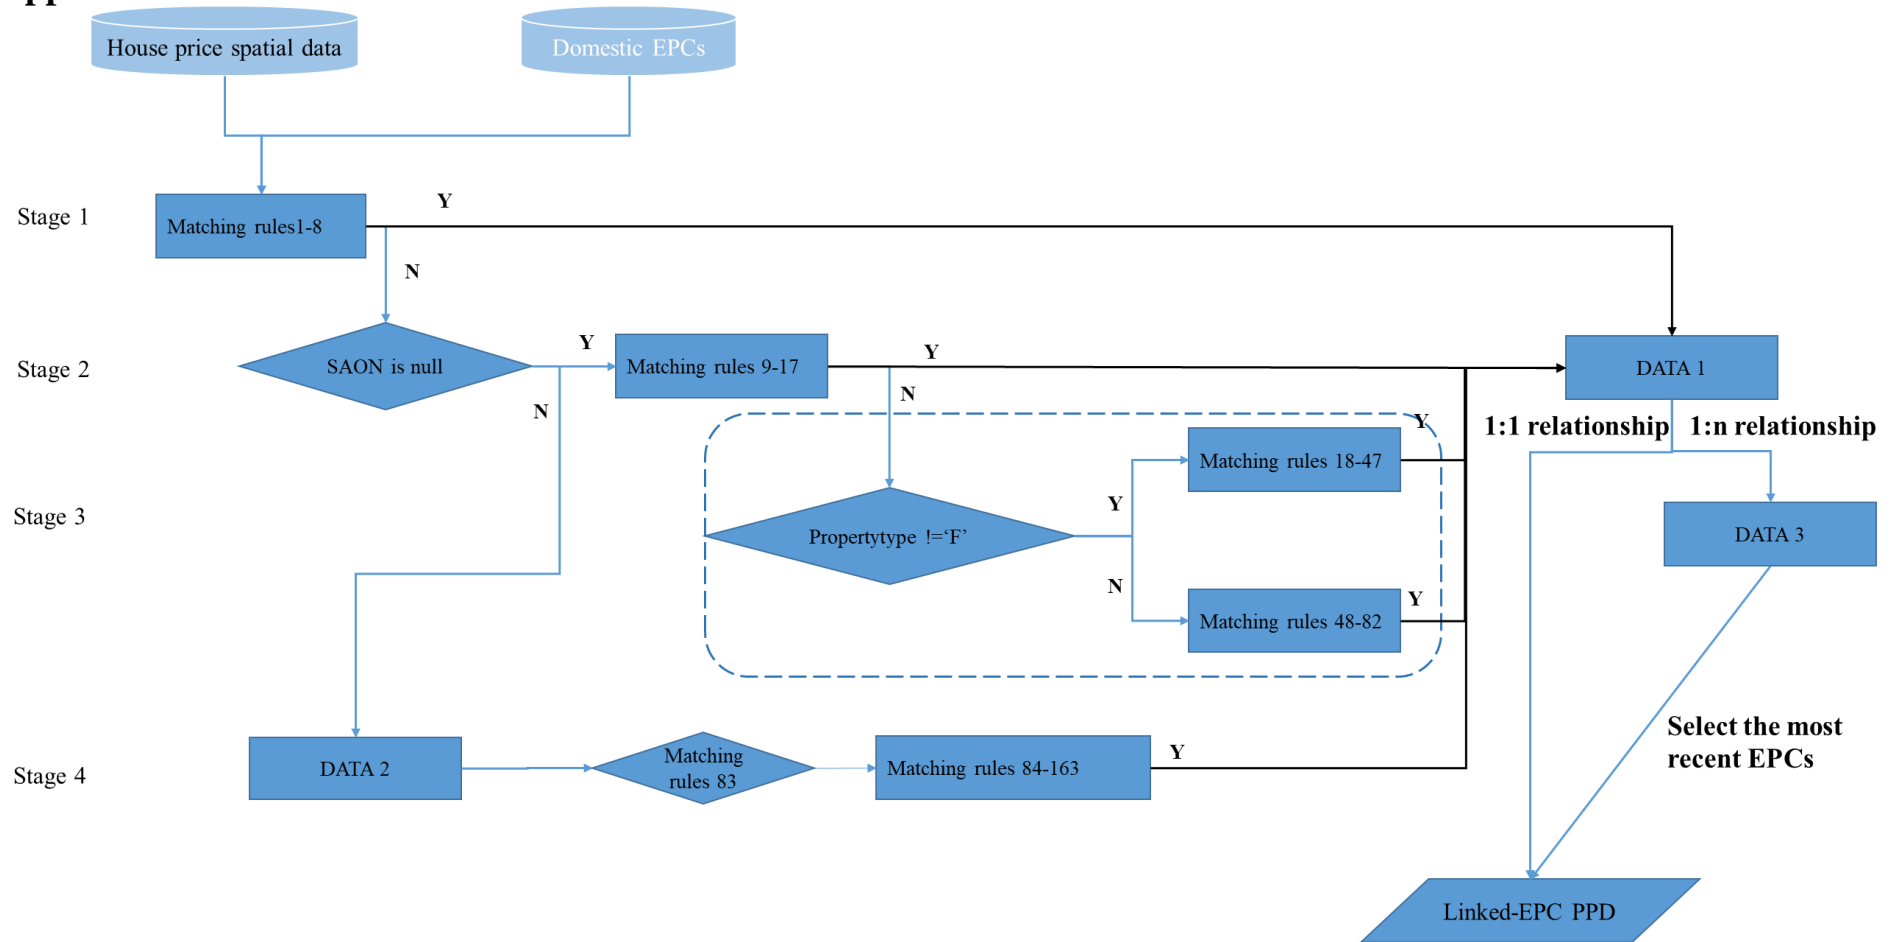 House price spatial data
Domestic EPCs
Stage 1
Matching rules1-8
Y
N
Stage 2
SAON is null
Y
N
Matching rules 9-17
Y
N
DATA 1
1:1 relationship
1:n relationship
Stage 3
Propertytype !=‘F’
Y
N
Matching rules 18-47
Y
Matching rules 48-82
Y
DATA 3
Select the most
recent EPCs
Stage 4
DATA 2
Matching
rules 83
Matching rules 84-163
Y
Linked-EPC PPD